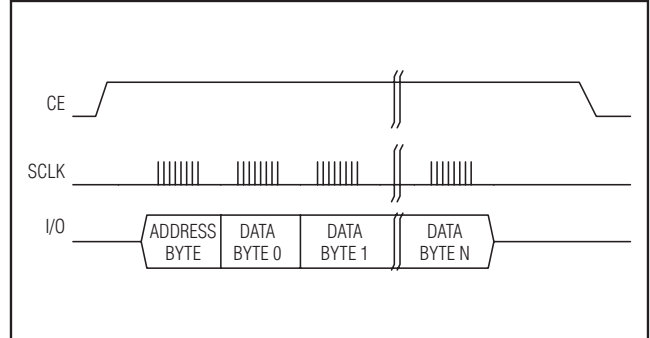 CE
SCLK
I/O
ADDRESS
BYTE
DATA
BYTE 0
DATA
BYTE 1
DATA
BYTE N